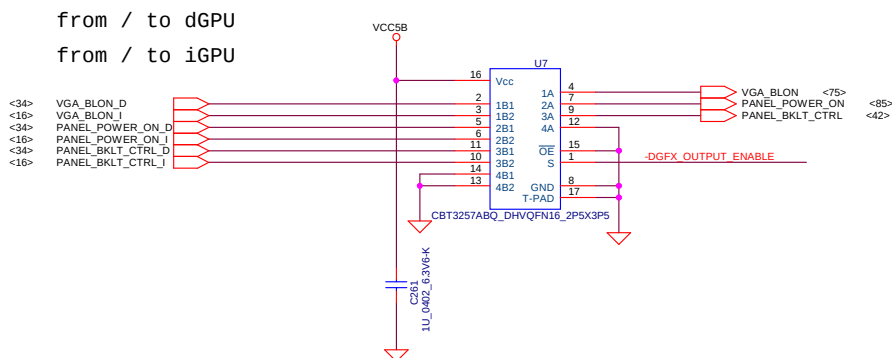 from / to dGPU
from / to iGPU
VCC5B
U7
16 Vcc
1A 4 VGA_BLON <75>
2A 7 PANEL_POWER_ON <85>
3A 9 PANEL_BKLT_CTRL <42>
4A 12
<34> VGA_BLON_D 2 1B1
<16> VGA_BLON_I 3 1B2
<34> PANEL_POWER_ON_D 5 2B1
<16> PANEL_POWER_ON_I 6 2B2
<34> PANEL_BKLT_CTRL_D 11 3B1
<16> PANEL_BKLT_CTRL_I 10 3B2
14 4B1
13 4B2
OE 15
S 1 -DGFX_OUTPUT_ENABLE
GND 8
T-PAD 17
CBT3257ABQ_DHVQFN16_2P5X3P5
C261
1U_0402_6.3V6-K